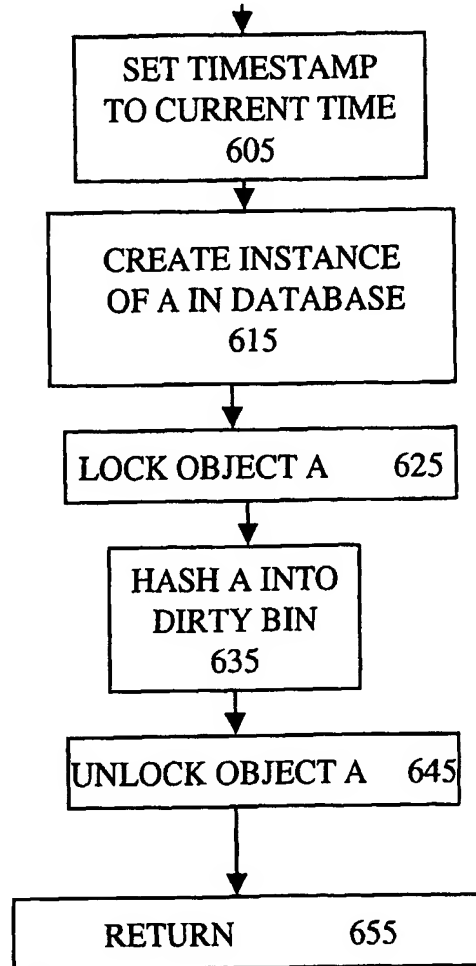 SET TIMESTAMP
TO CURRENT TIME
605
CREATE INSTANCE
OF A IN DATABASE
615
LOCK OBJECT A 625
HASH A INTO
DIRTY BIN
635
UNLOCK OBJECT A 645
RETURN 655